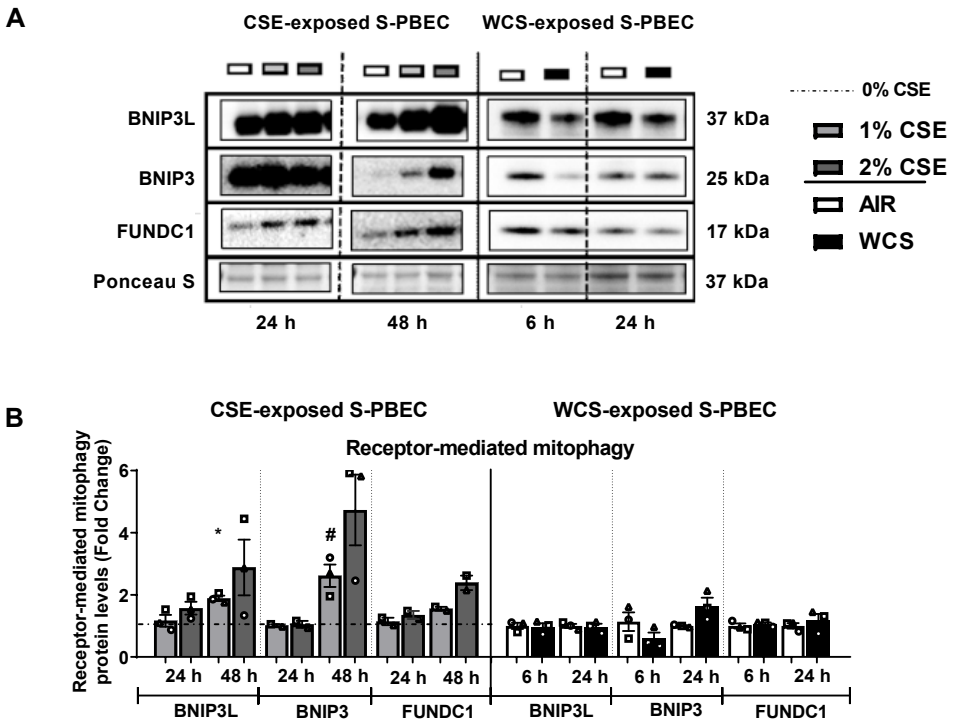 A
CSE-exposed S-PBEC WCS-exposed S-PBEC
0% CSE
1% CSE
2% CSE
AIR
WCS
BNIP3L 37 kDa
BNIP3 25 kDa
FUNDC1 17 kDa
Ponceau S 37 kDa
24 h 48 h 6 h 24 h
B
CSE-exposed S-PBEC WCS-exposed S-PBEC
Receptor-mediated mitophagy
Receptor-mediated mitophagy
protein levels (Fold Change)
6
4
2
0
* #
24 h 48 h 24 h 48 h 24 h 48 h 6 h 24 h 6 h 24 h 6 h 24 h
BNIP3L BNIP3 FUNDC1 BNIP3L BNIP3 FUNDC1